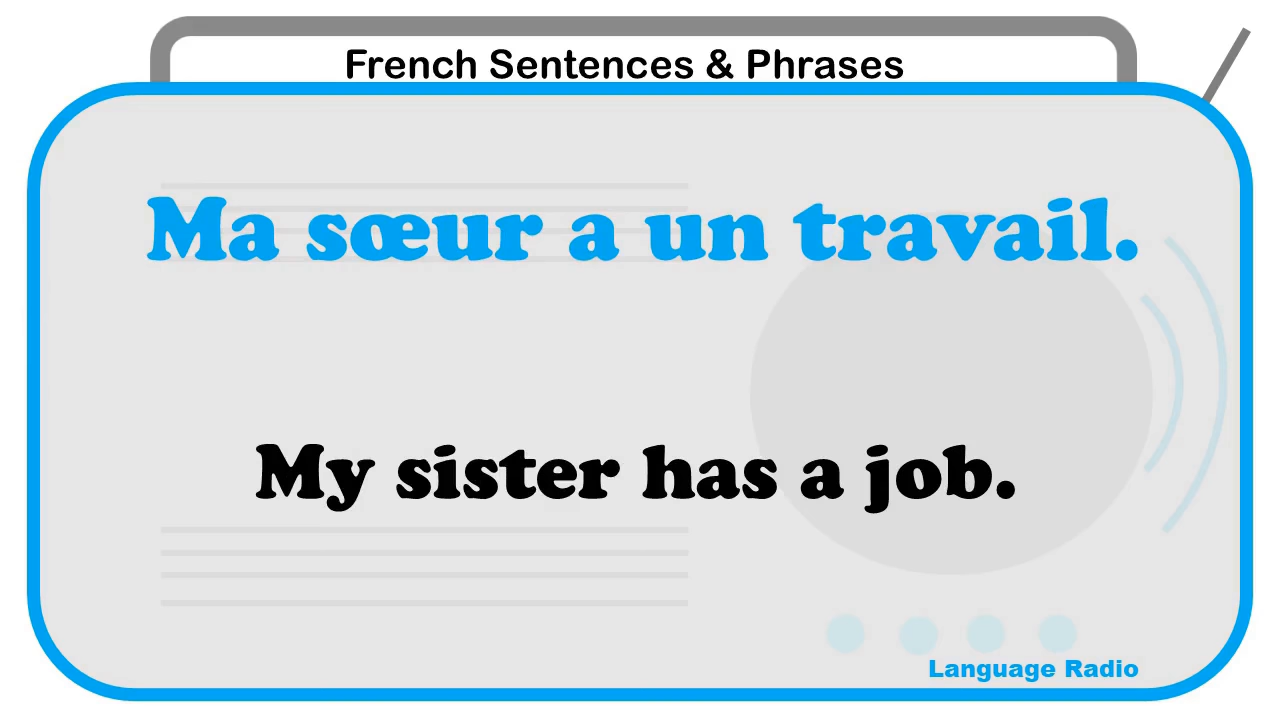 French Sentences & Phrases
Ma sœur a un travail.
My sister has a job.
Language Radio